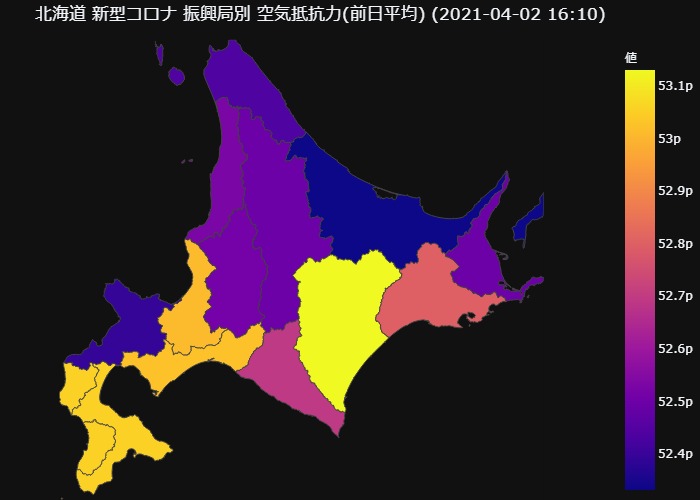 北海道 新型コロナ 振興局別 空気抵抗力(前日平均) (2021-04-02 16:10)
値
53.1p
53p
52.9p
52.8p
52.7p
52.6p
52.5p
52.4p